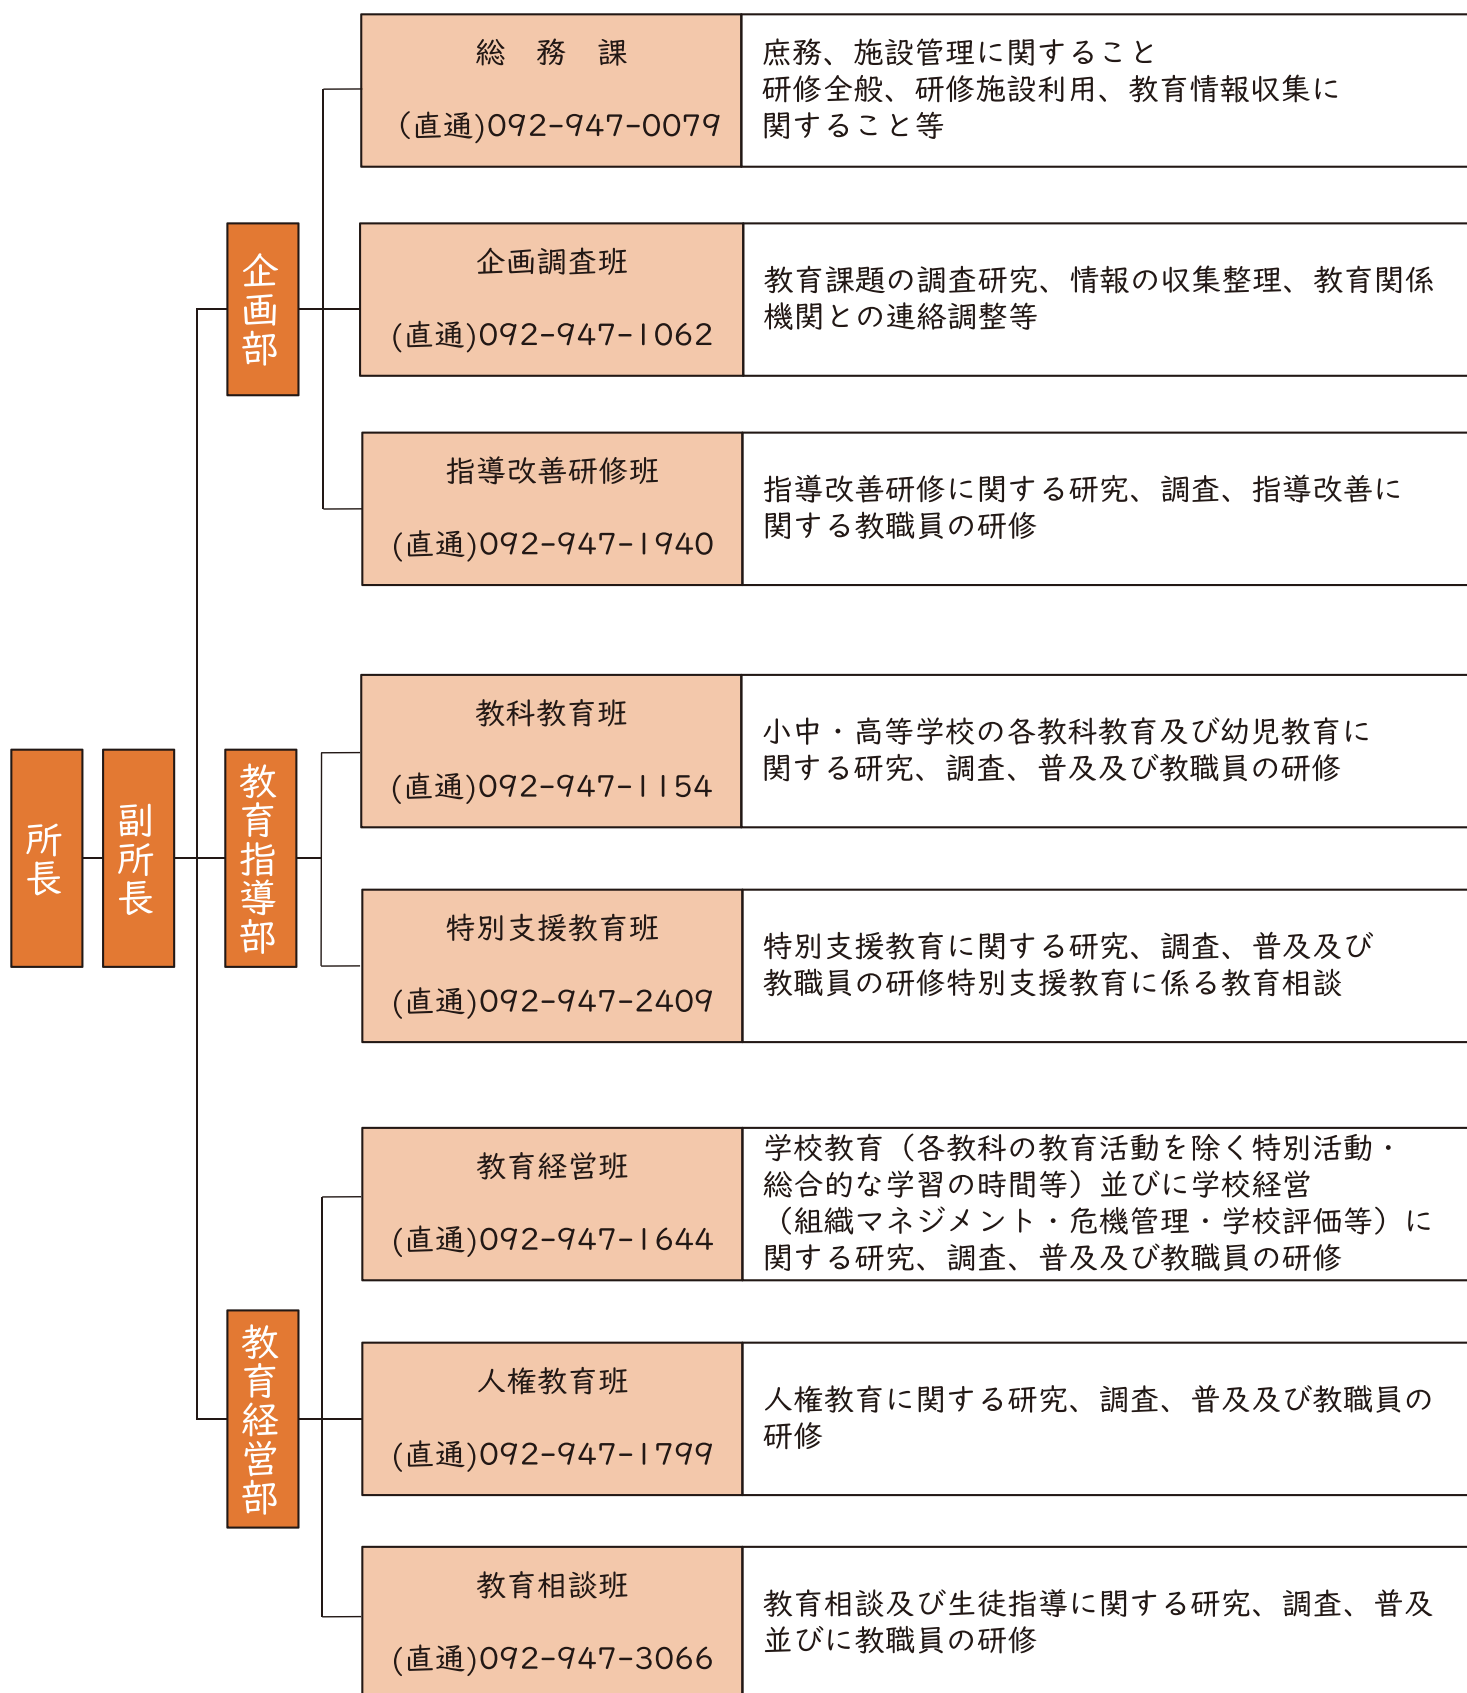 所長
副所長
企画部
総　務　課
（直通)092-947-0079
庶務、施設管理に関すること
研修全般、研修施設利用、教育情報収集に
関すること等
企画調査班
(直通)092-947-1062
教育課題の調査研究、情報の収集整理、教育関係
機関との連絡調整等
指導改善研修班
(直通)092-947-1940
指導改善研修に関する研究、調査、指導改善に
関する教職員の研修
教育指導部
教科教育班
(直通)092-947-1154
小中・高等学校の各教科教育及び幼児教育に
関する研究、調査、普及及び教職員の研修
特別支援教育班
(直通)092-947-2409
特別支援教育に関する研究、調査、普及及び
教職員の研修特別支援教育に係る教育相談
教育経営部
教育経営班
(直通)092-947-1644
学校教育（各教科の教育活動を除く特別活動・
総合的な学習の時間等）並びに学校経営
（組織マネジメント・危機管理・学校評価等）に
関する研究、調査、普及及び教職員の研修
人権教育班
(直通)092-947-1799
人権教育に関する研究、調査、普及及び教職員の
研修
教育相談班
(直通)092-947-3066
教育相談及び生徒指導に関する研究、調査、普及
並びに教職員の研修